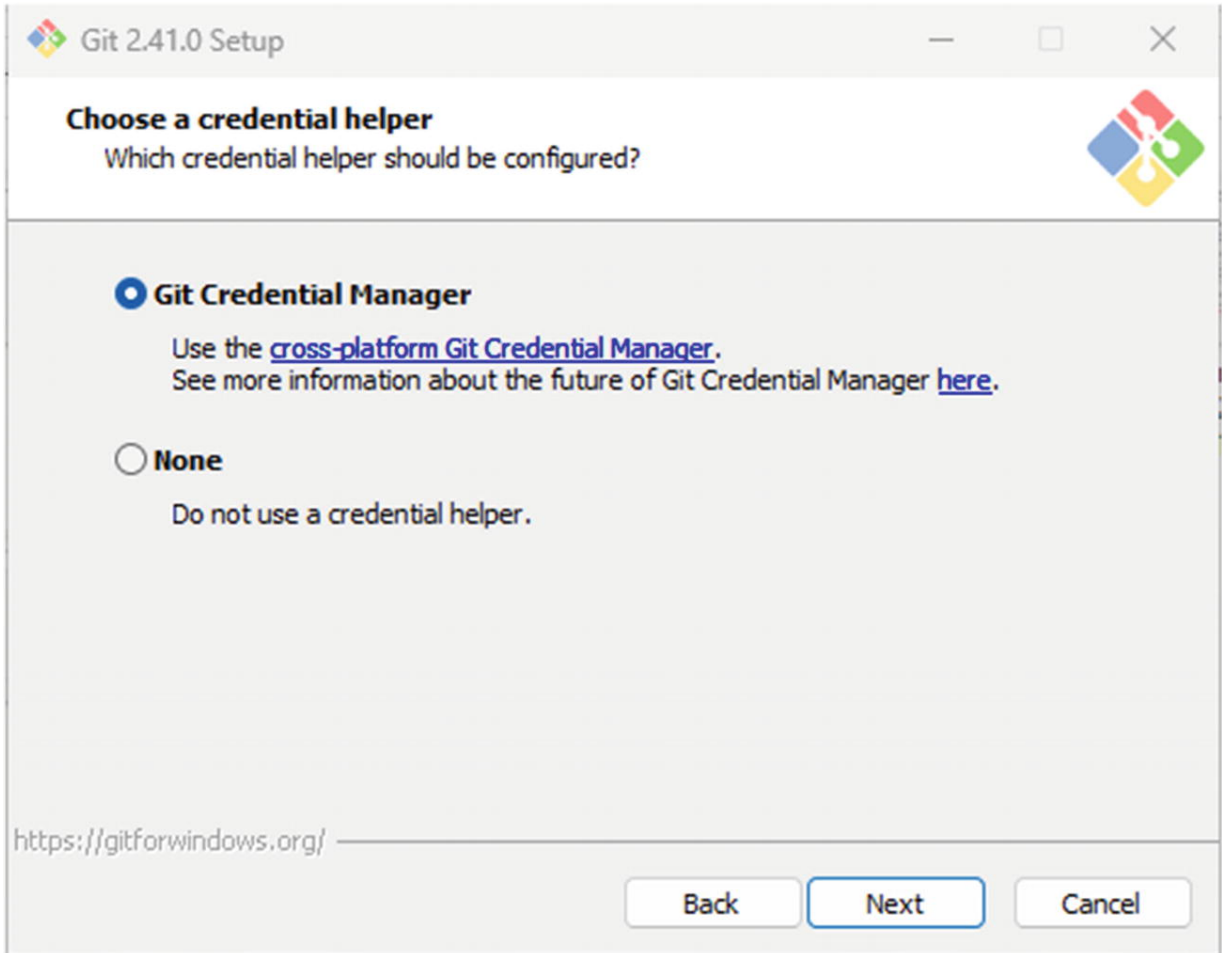 Git 2.41.0 Setup
Choose a credential helper
Which credential helper should be configured?
Git Credential Manager
Use the cross-platform Git Credential Manager.
See more information about the future of Git Credential Manager here.
None
Do not use a credential helper.
https://gitforwindows.org/
Back Next Cancel